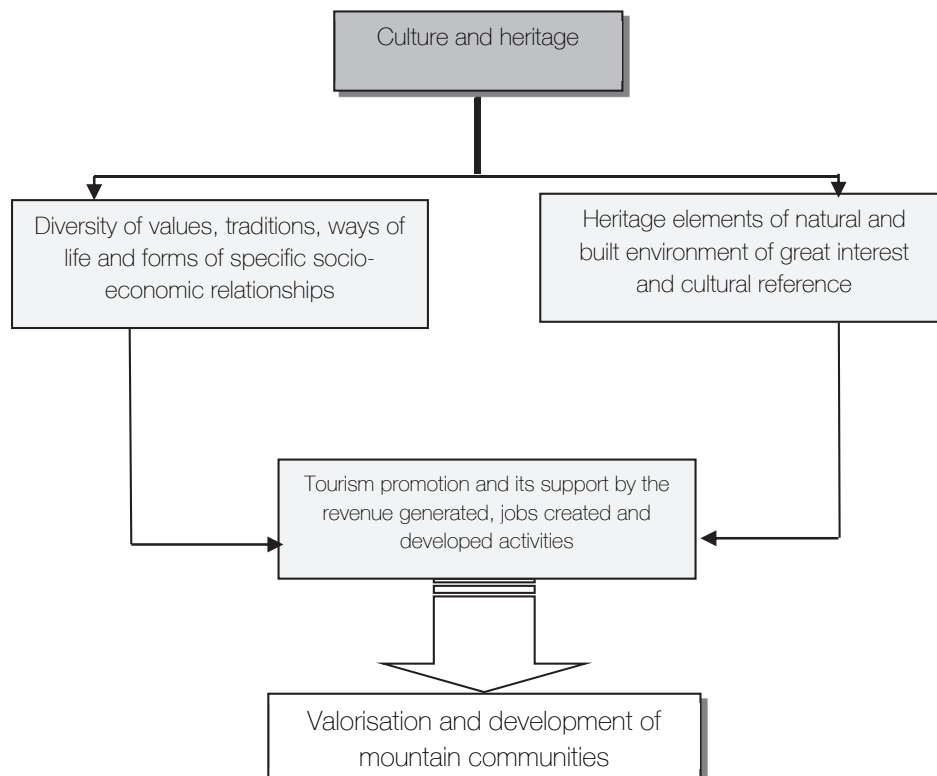 Culture and heritage
Diversity of values, traditions, ways of
life and forms of specific socio-
economic relationships
Heritage elements of natural and
built environment of great interest
and cultural reference
Tourism promotion and its support by the
revenue generated, jobs created and
developed activities
Valorisation and development of
mountain communities